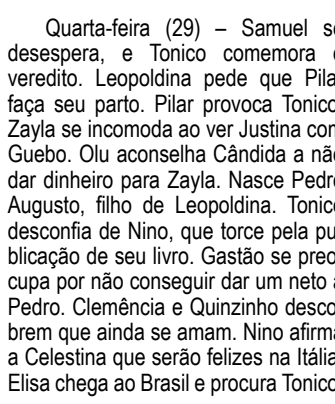 Quarta-feira (29) – Samuel se
desespera, e Tonico comemora o
veredito. Leopoldina pede que Pilar
faça seu parto. Pilar provoca Tonico.
Zayla se incomoda ao ver Justina com
Guebo. Olu aconselha Cândida a não
dar dinheiro para Zayla. Nasce Pedro
Augusto, filho de Leopoldina. Tonico
desconfia de Nino, que torce pela pu-
blicação de seu livro. Gastão se preo-
cupa por não conseguir dar um neto a
Pedro. Clemência e Quinzinho desco-
brem que ainda se amam. Nino afirma
a Celestina que serão felizes na Itália.
Elisa chega ao Brasil e procura Tonico.